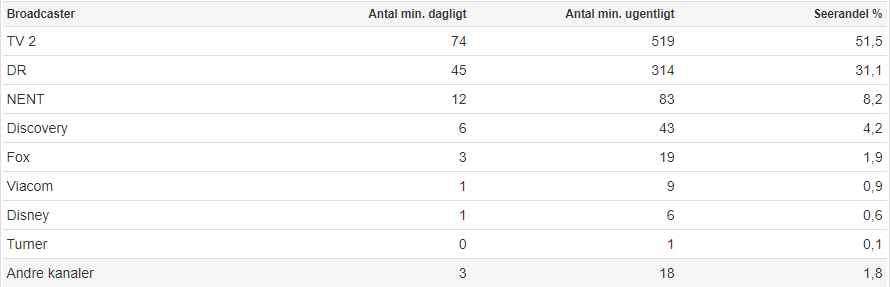 Broadcaster Antal min. dagligt Antal min. ugentligt Seerandel %
TV 2 74 519 51,5
DR 45 314 31,1
NENT 12 83 8,2
Discovery 6 43 4,2
Fox 3 19 1,9
Viacom 1 9 0,9
Disney 1 6 0,6
Turner 0 1 0,1
Andre kanaler 3 18 1,8